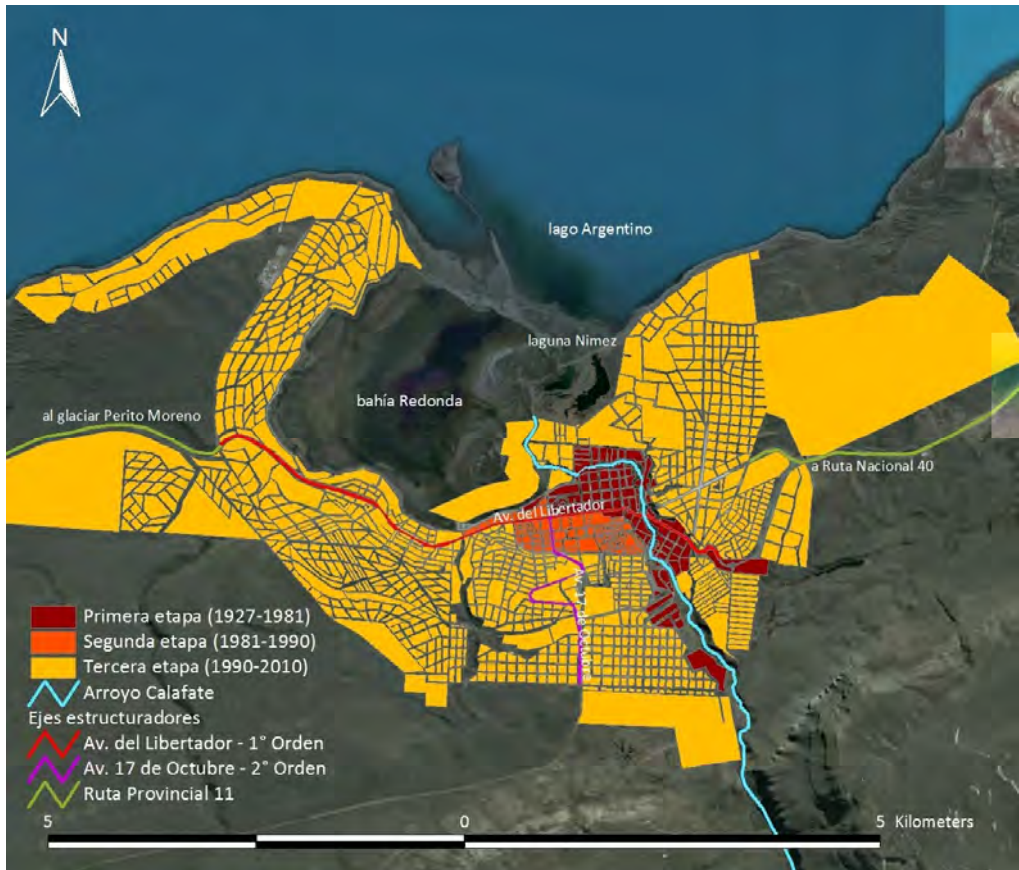 N
lago Argentino
laguna Nimez
bahía Redonda
al glaciar Perito Moreno
a Ruta Nacional 40
Av. del Libertador
Av. 17 de Octubre
Primera etapa (1927-1981)
Segunda etapa (1981-1990)
Tercera etapa (1990-2010)
Arroyo Calafate
Ejes estructuradores
Av. del Libertador - 1° Orden
Av. 17 de Octubre - 2° Orden
Ruta Provincial 11
5 0 5 Kilometers